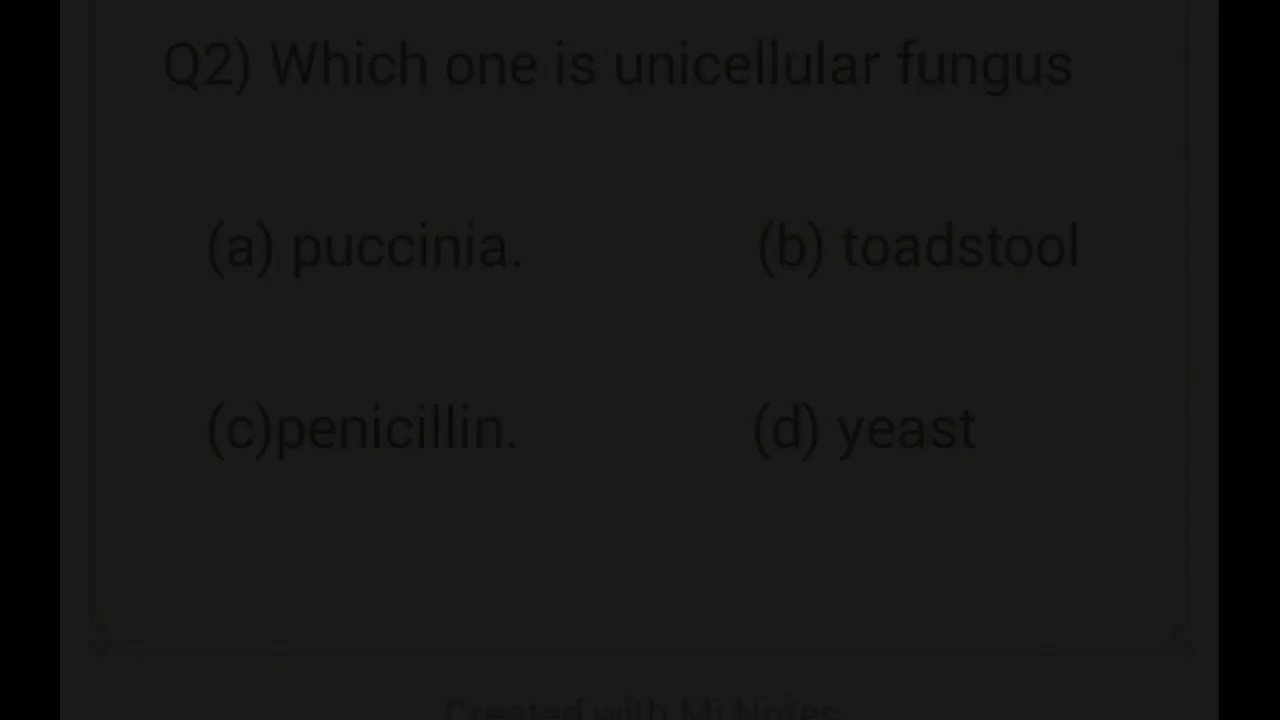 Q2) Which one is unicellular fungus
(a) puccinia. (b) toadstool
(c)penicillin. (d) yeast
Created with Mi Notes